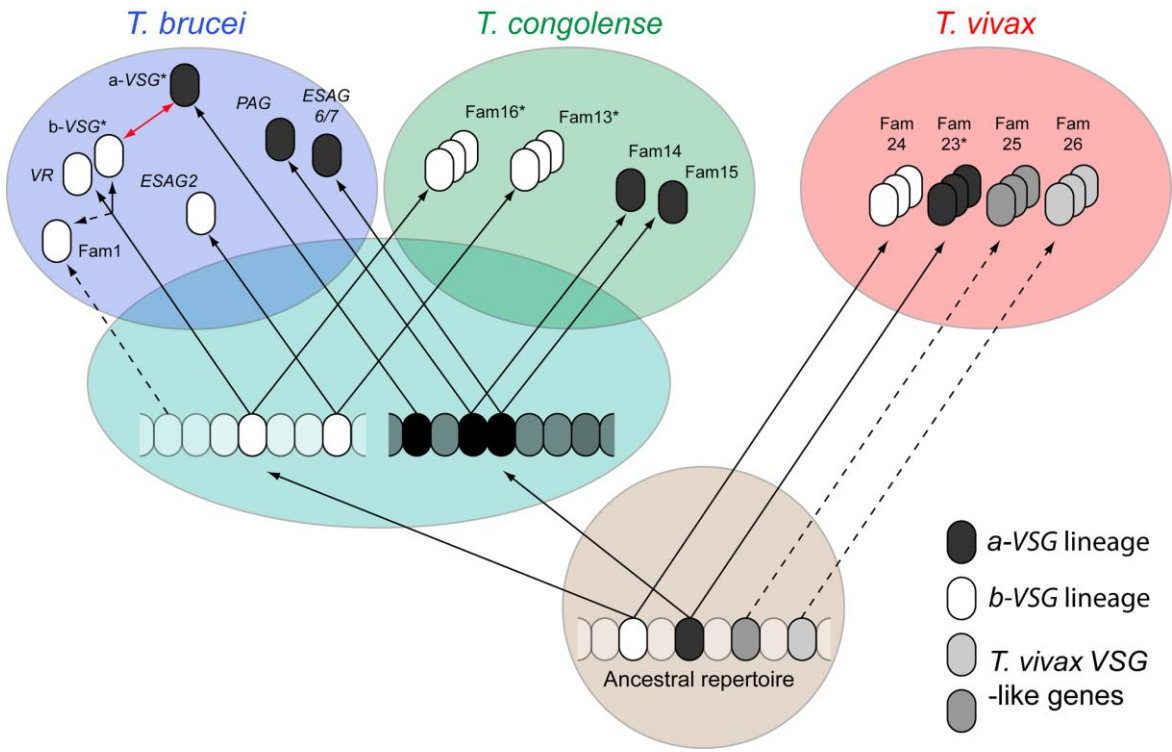 T. brucei
T. congolense
T. vivax
a-VSG*
b-VSG*
VR
Fam1
ESAG2
PAG
ESAG
6/7
Fam16*
Fam13*
Fam14
Fam15
Fam
24
Fam
23*
Fam
25
Fam
26
Ancestral repertoire
a-VSG lineage
b-VSG lineage
T. vivax VSG
-like genes